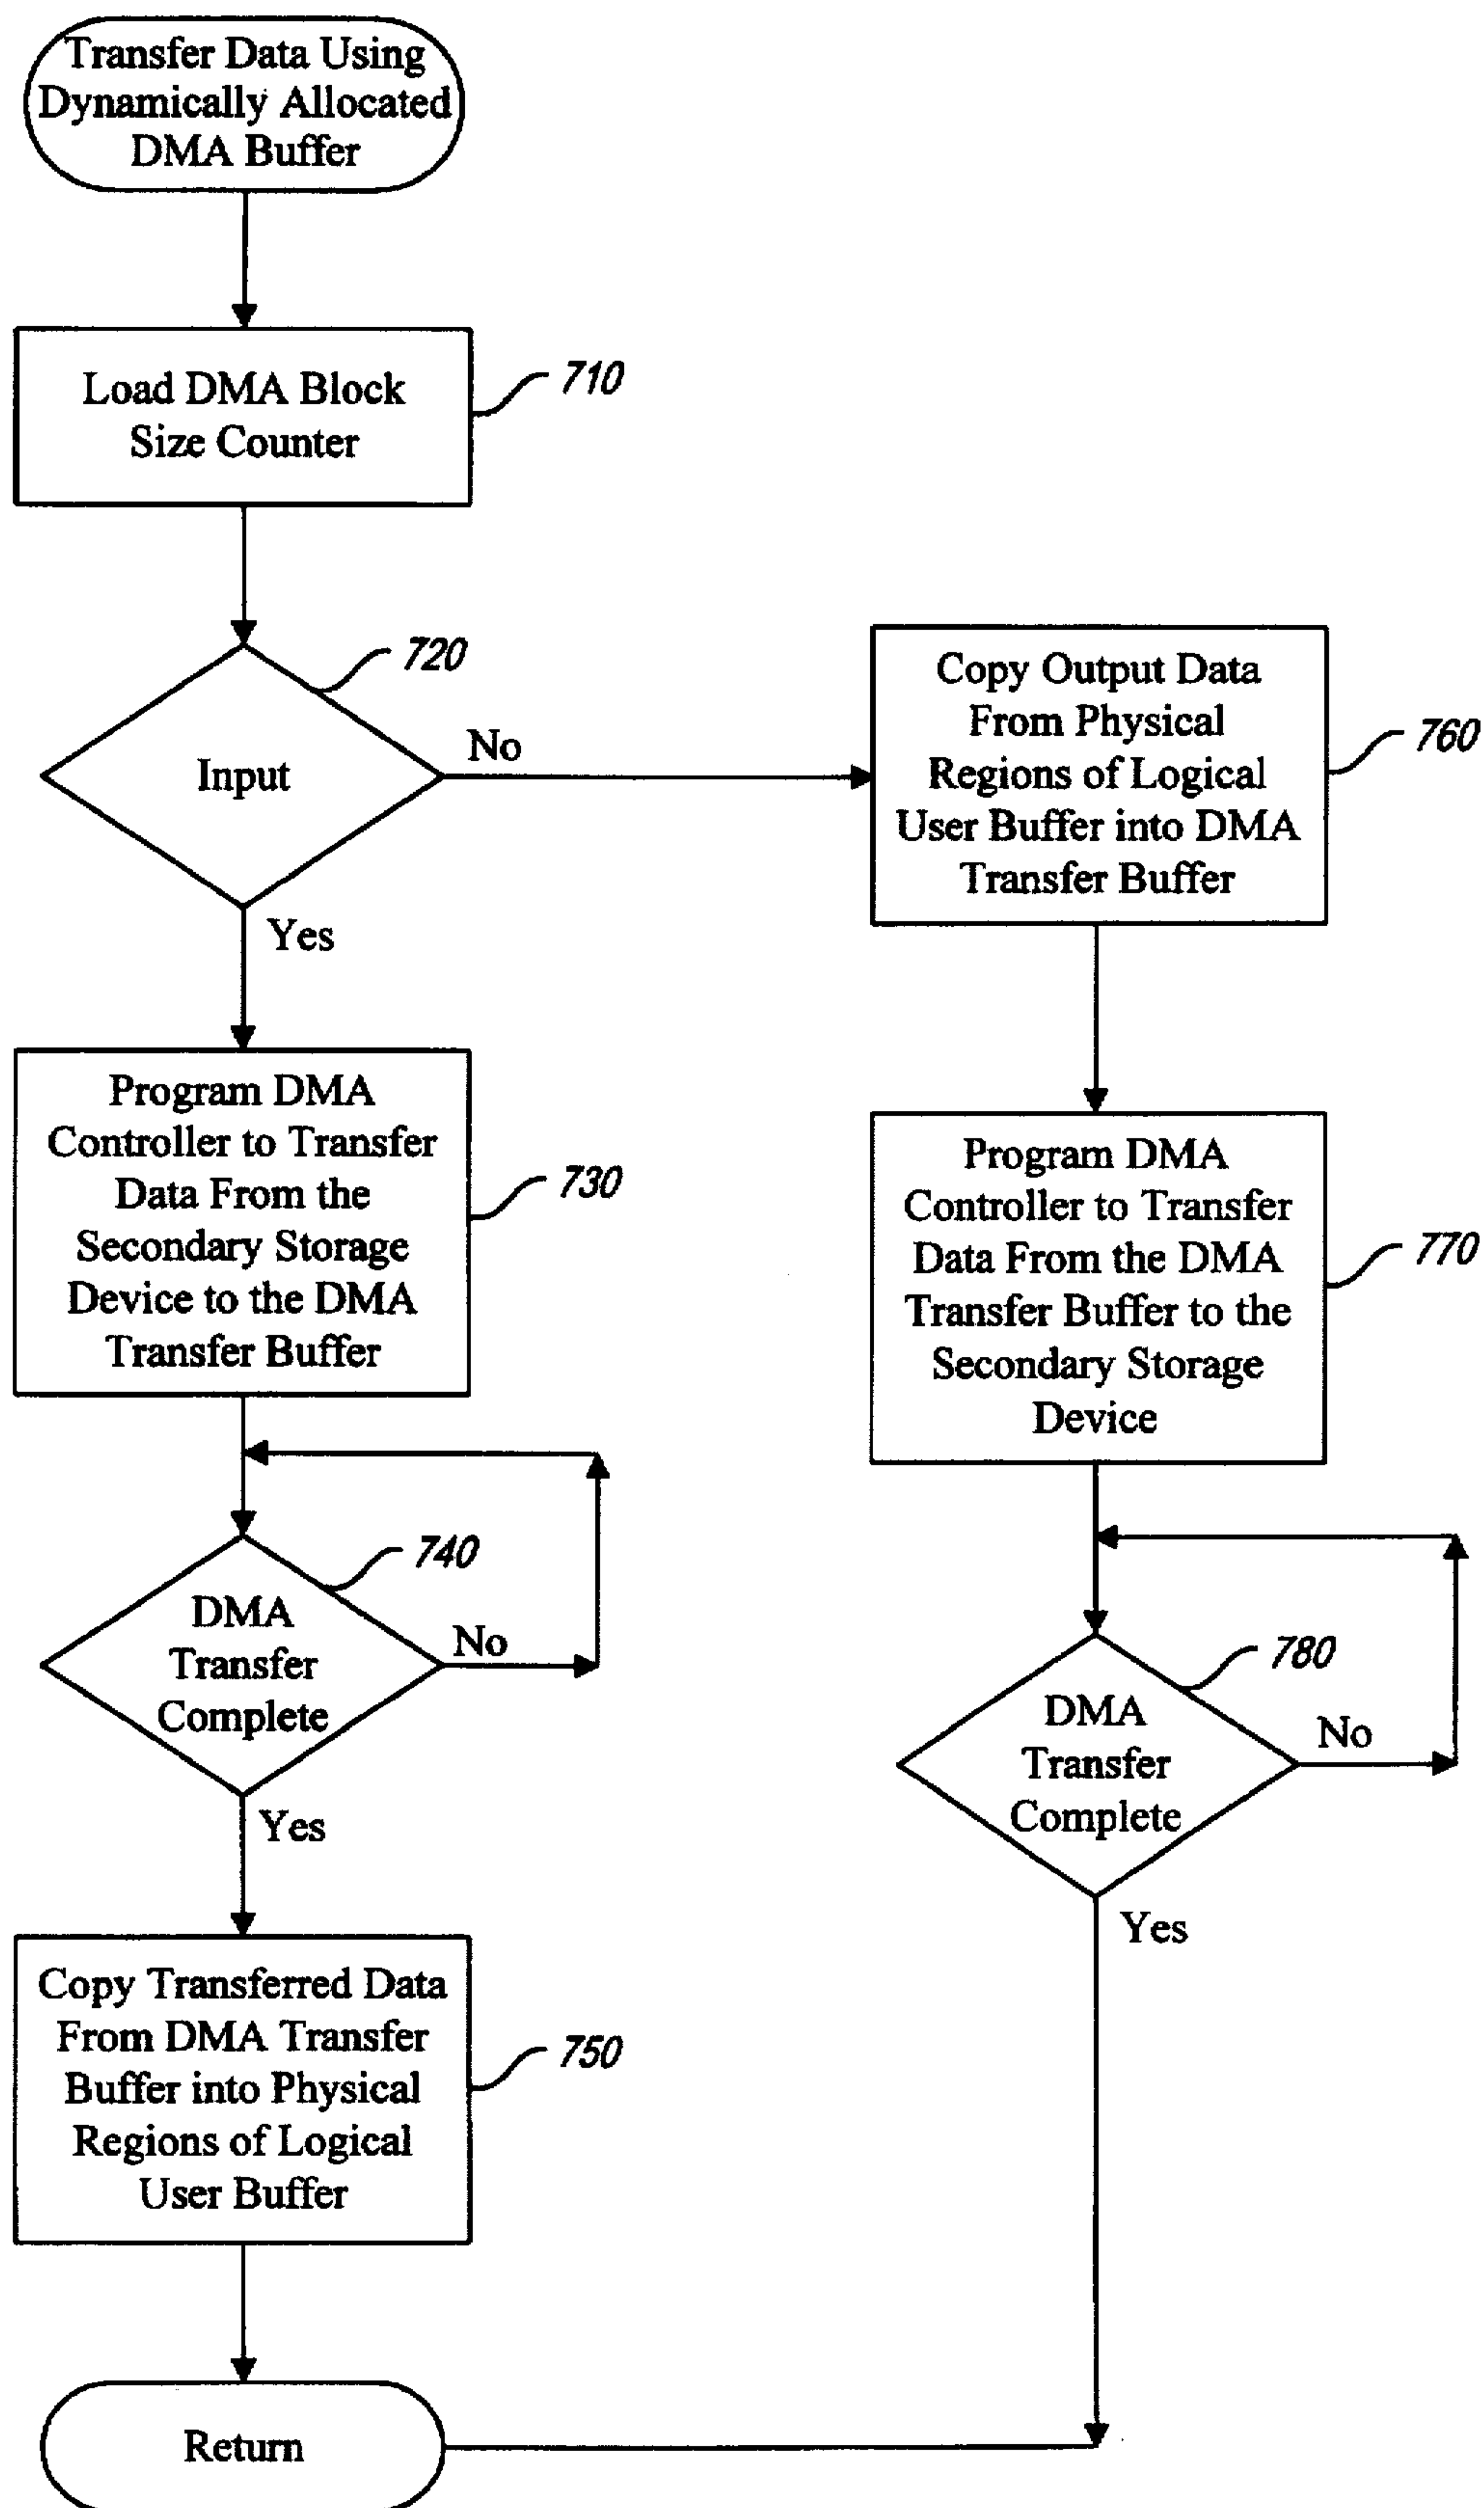 Transfer Data Using
Dynamically Allocated
DMA Buffer
Load DMA Block
Size Counter
710
720
Input
No
Yes
Program DMA
Controller to Transfer
Data From the
Secondary Storage
Device to the DMA
Transfer Buffer
730
740
DMA
Transfer
Complete
No
Yes
Copy Transferred Data
From DMA Transfer
Buffer into Physical
Regions of Logical
User Buffer
750
Return
Copy Output Data
From Physical
Regions of Logical
User Buffer into DMA
Transfer Buffer
760
Program DMA
Controller to Transfer
Data From the DMA
Transfer Buffer to the
Secondary Storage
Device
770
780
DMA
Transfer
Complete
No
Yes